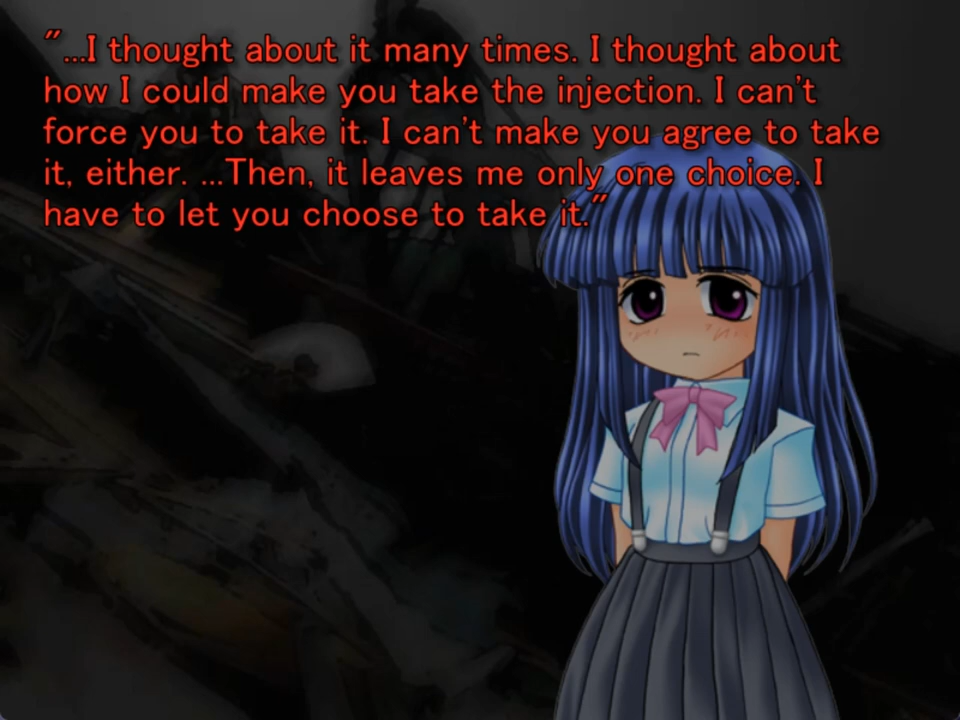 "...I thought about it many times. I thought about
how I could make you take the injection. I can't
force you to take it. I can't make you agree to take
it, either. ...Then, it leaves me only one choice. I
have to let you choose to take it."